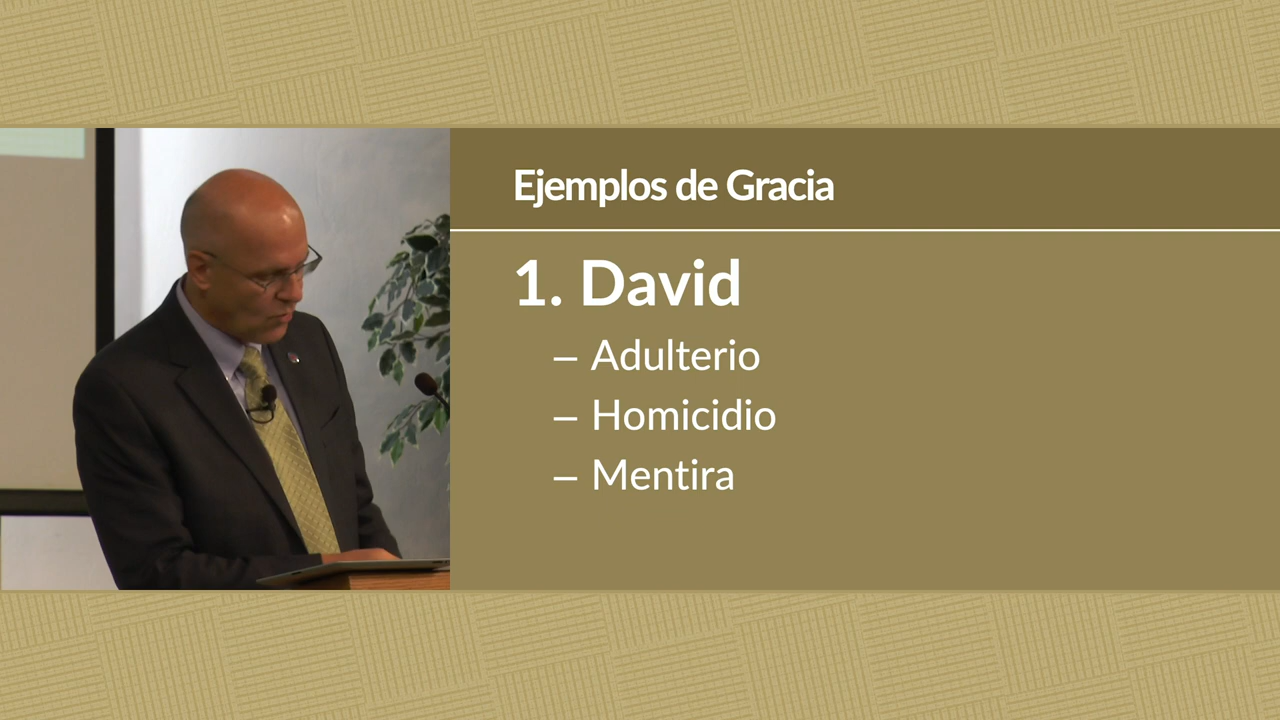 Ejemplos de Gracia
1. David
– Adulterio
– Homicidio
– Mentira